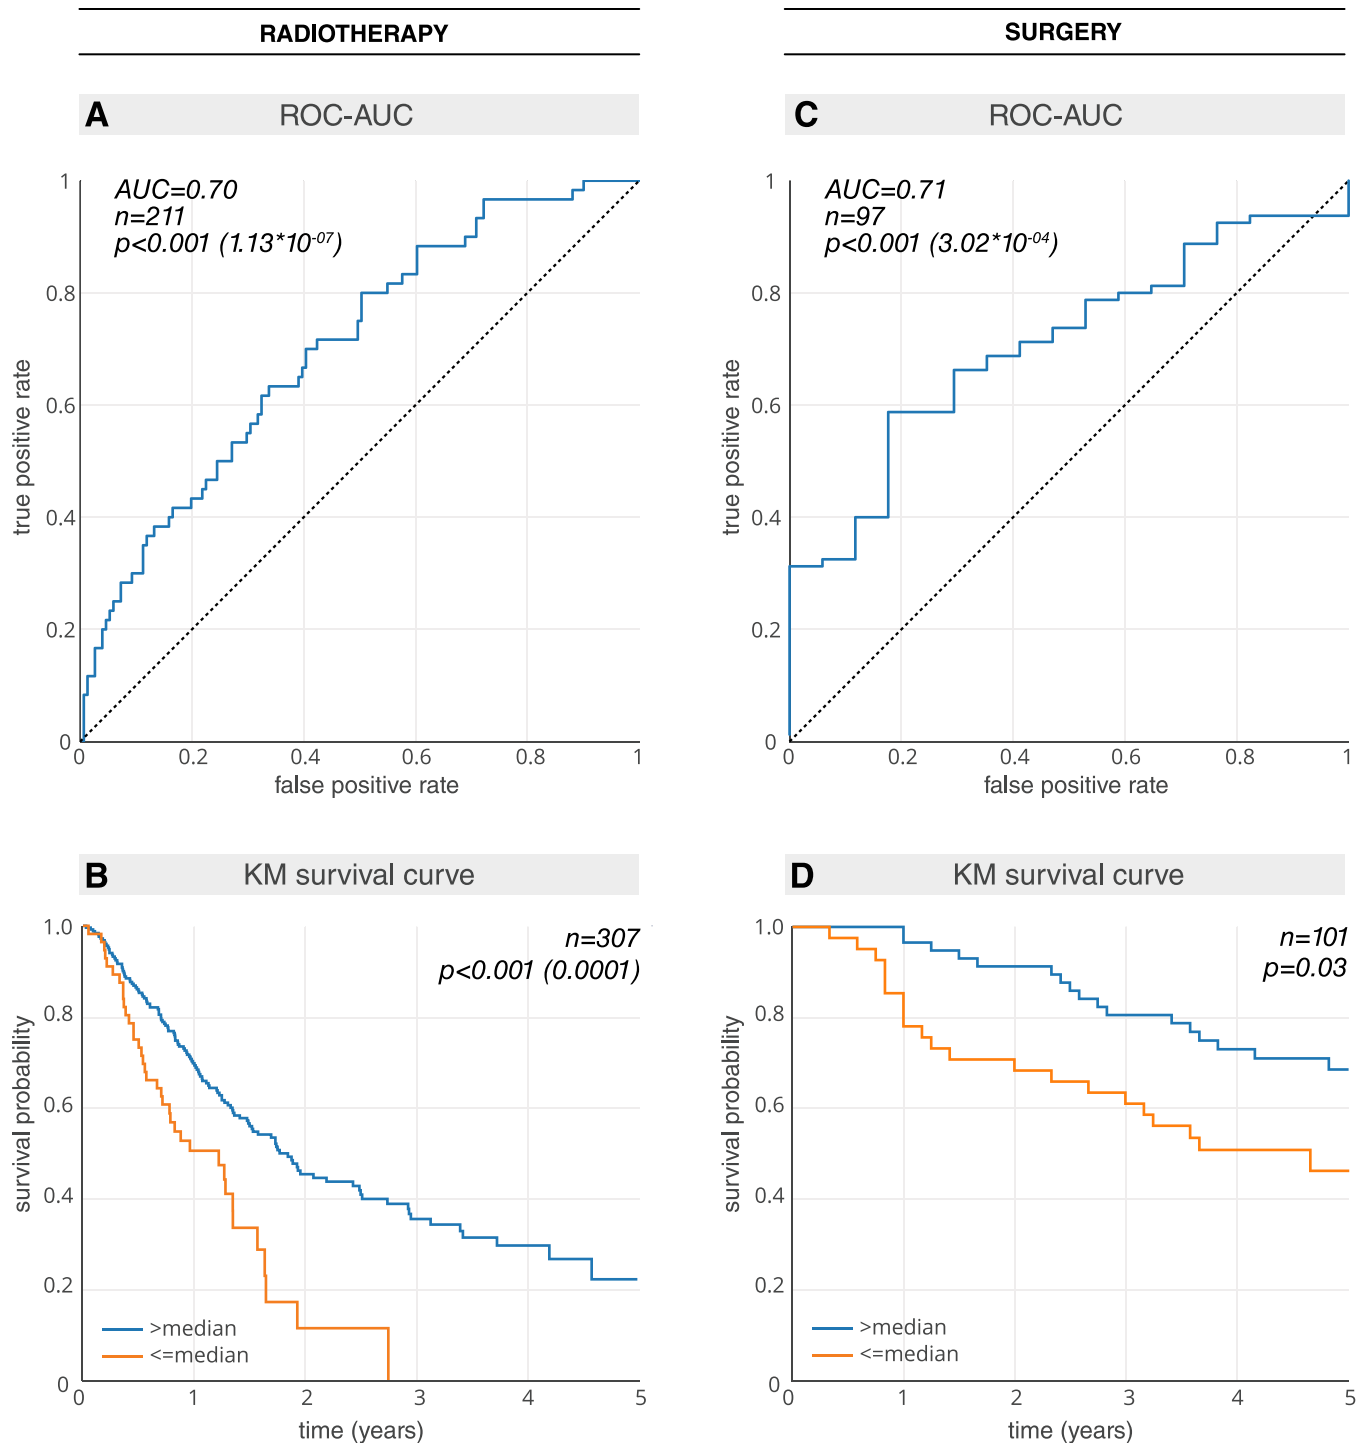 RADIOTHERAPY
A ROC-AUC
AUC=0.70
n=211
p<0.001 (1.13*10-07)
1
0.8
0.6
0.4
0.2
0
true positive rate
0 0.2 0.4 0.6 0.8 1
false positive rate
B KM survival curve
n=307
p<0.001 (0.0001)
1.0
0.8
0.6
0.4
0.2
0
survival probability
>median
<=median
0 1 2 3 4 5
time (years)
SURGERY
C ROC-AUC
AUC=0.71
n=97
p<0.001 (3.02*10-04)
1
0.8
0.6
0.4
0.2
0
true positive rate
0 0.2 0.4 0.6 0.8 1
false positive rate
D KM survival curve
n=101
p=0.03
1.0
0.8
0.6
0.4
0.2
0
survival probability
>median
<=median
0 1 2 3 4 5
time (years)